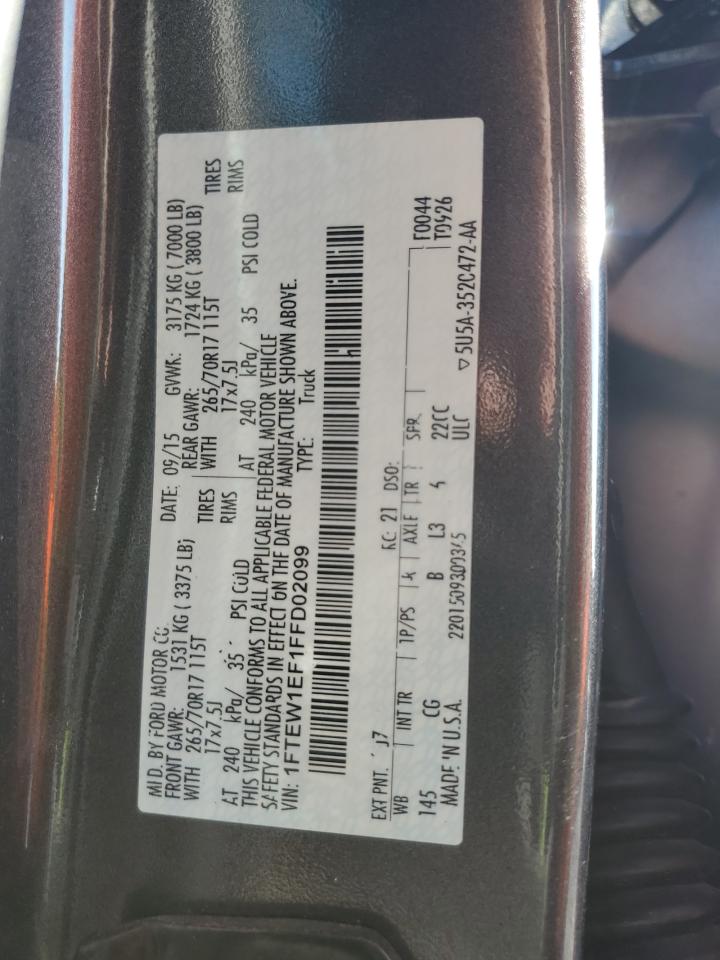 MFD. BY FORD MOTOR CO.
DATE: 09/15 GVWR: 3175 KG ( 7000 LB)
FRONT GAWR: 1531 KG ( 3375 LB) REAR GAWR: 1724 KG ( 3800 LB)
WITH 265/70R17 115T TIRES WITH 265/70R17 115T TIRES
17x7.5J RIMS 17x7.5J RIMS
AT 240 kPa/ 35 PSI COLD AT 240 kPa/ 35 PSI COLD
THIS VEHICLE CONFORMS TO ALL APPLICABLE FEDERAL MOTOR VEHICLE
SAFETY STANDARDS IN EFFECT ON THE DATE OF MANUFACTURE SHOWN ABOVE.
VIN: 1FTEW1EF1FFD02099 TYPE: Truck
EXT PNT: RC: 21 DSO: F0044
WB INT TR TP/PS R AXLE TR SPR T0926
145 CG B L3 4 22CC
MADE IN U.S.A. ULC
▽5U5A-352C472-AA